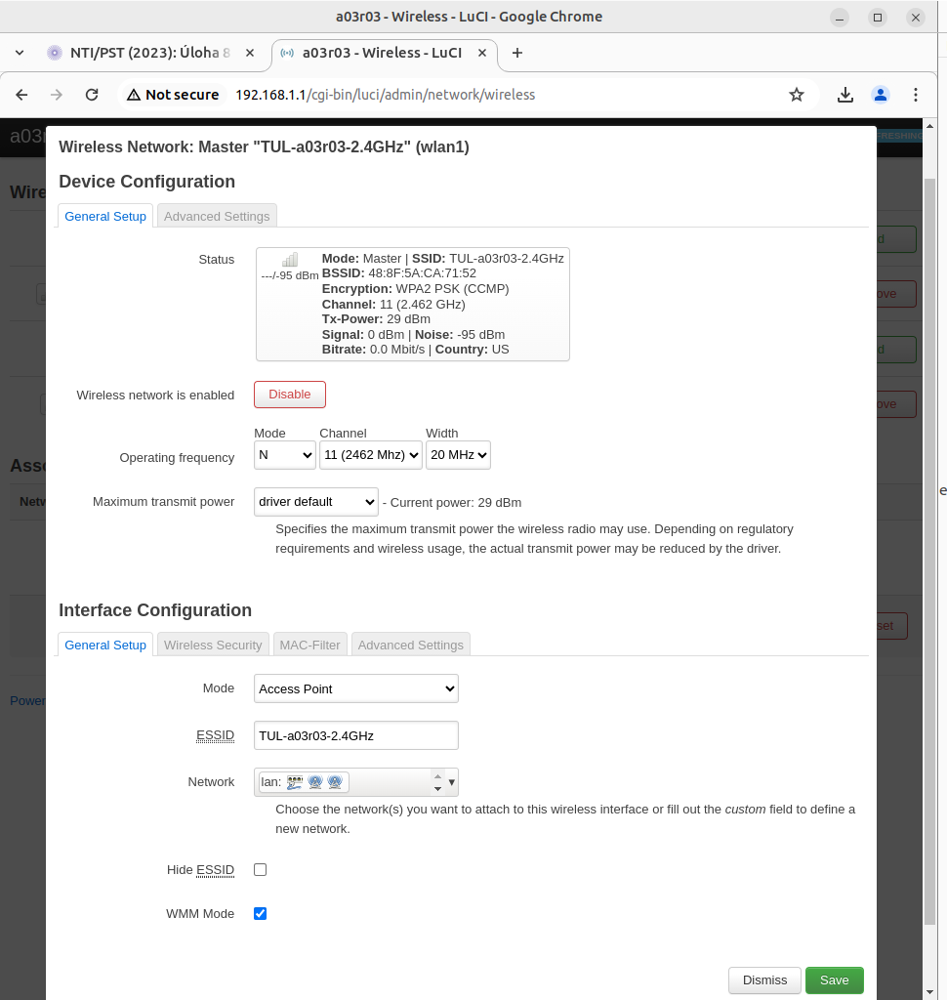 a03r03 - Wireless - LuCI - Google Chrome
NTI/PST (2023): Úloha 8
a03r03 - Wireless - LuCI
Not secure 192.168.1.1/cgi-bin/luci/admin/network/wireless
Wireless Network: Master "TUL-a03r03-2.4GHz" (wlan1)
Device Configuration
General Setup Advanced Settings
Status
---/-95 dBm
Mode: Master | SSID: TUL-a03r03-2.4GHz
BSSID: 48:8F:5A:CA:71:52
Encryption: WPA2 PSK (CCMP)
Channel: 11 (2.462 GHz)
Tx-Power: 29 dBm
Signal: 0 dBm | Noise: -95 dBm
Bitrate: 0.0 Mbit/s | Country: US
Wireless network is enabled Disable
Mode Channel Width
Operating frequency N 11 (2462 Mhz) 20 MHz
Maximum transmit power driver default - Current power: 29 dBm
Specifies the maximum transmit power the wireless radio may use. Depending on regulatory
requirements and wireless usage, the actual transmit power may be reduced by the driver.
Interface Configuration
General Setup Wireless Security MAC-Filter Advanced Settings
Mode Access Point
ESSID TUL-a03r03-2.4GHz
Network lan:
Choose the network(s) you want to attach to this wireless interface or fill out the custom field to define a
new network.
Hide ESSID
WMM Mode
Power
Dismiss Save